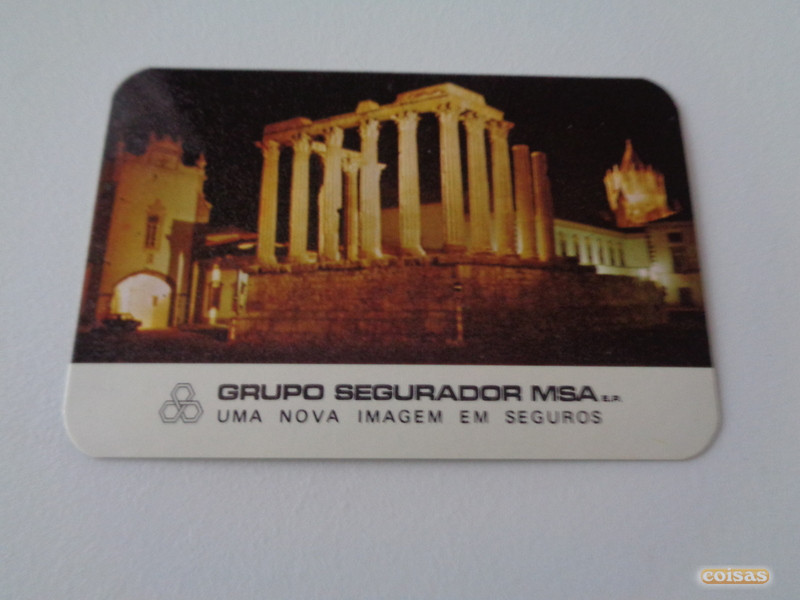 GRUPO SEGURADOR MSA E.P.
UMA NOVA IMAGEM EM SEGUROS
coisas